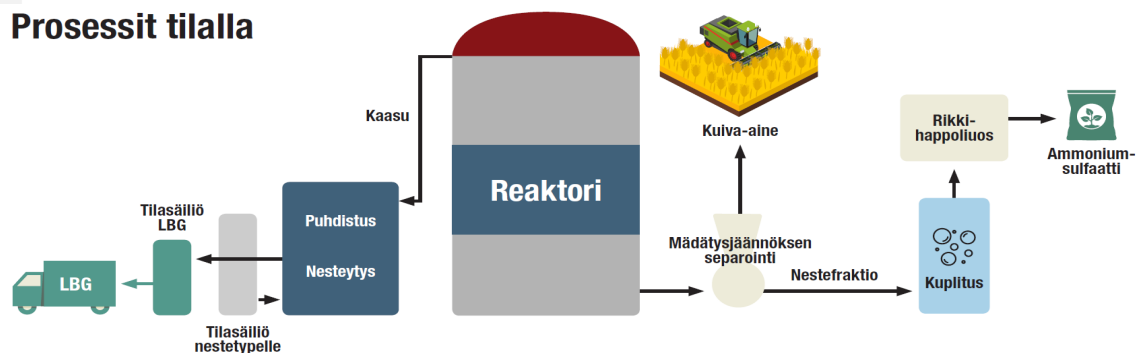 Prosessit tilalla
Kaasu
Reaktori
Kuiva-aine
Rikki-
happoliuos
Ammonium-
sulfaatti
Puhdistus
Nesteytys
Tilasäiliö
LBG
LBG
Tilasäiliö
nestetypelle
Mädätysjäännöksen
separointi
Nestefraktio
Kuplitus